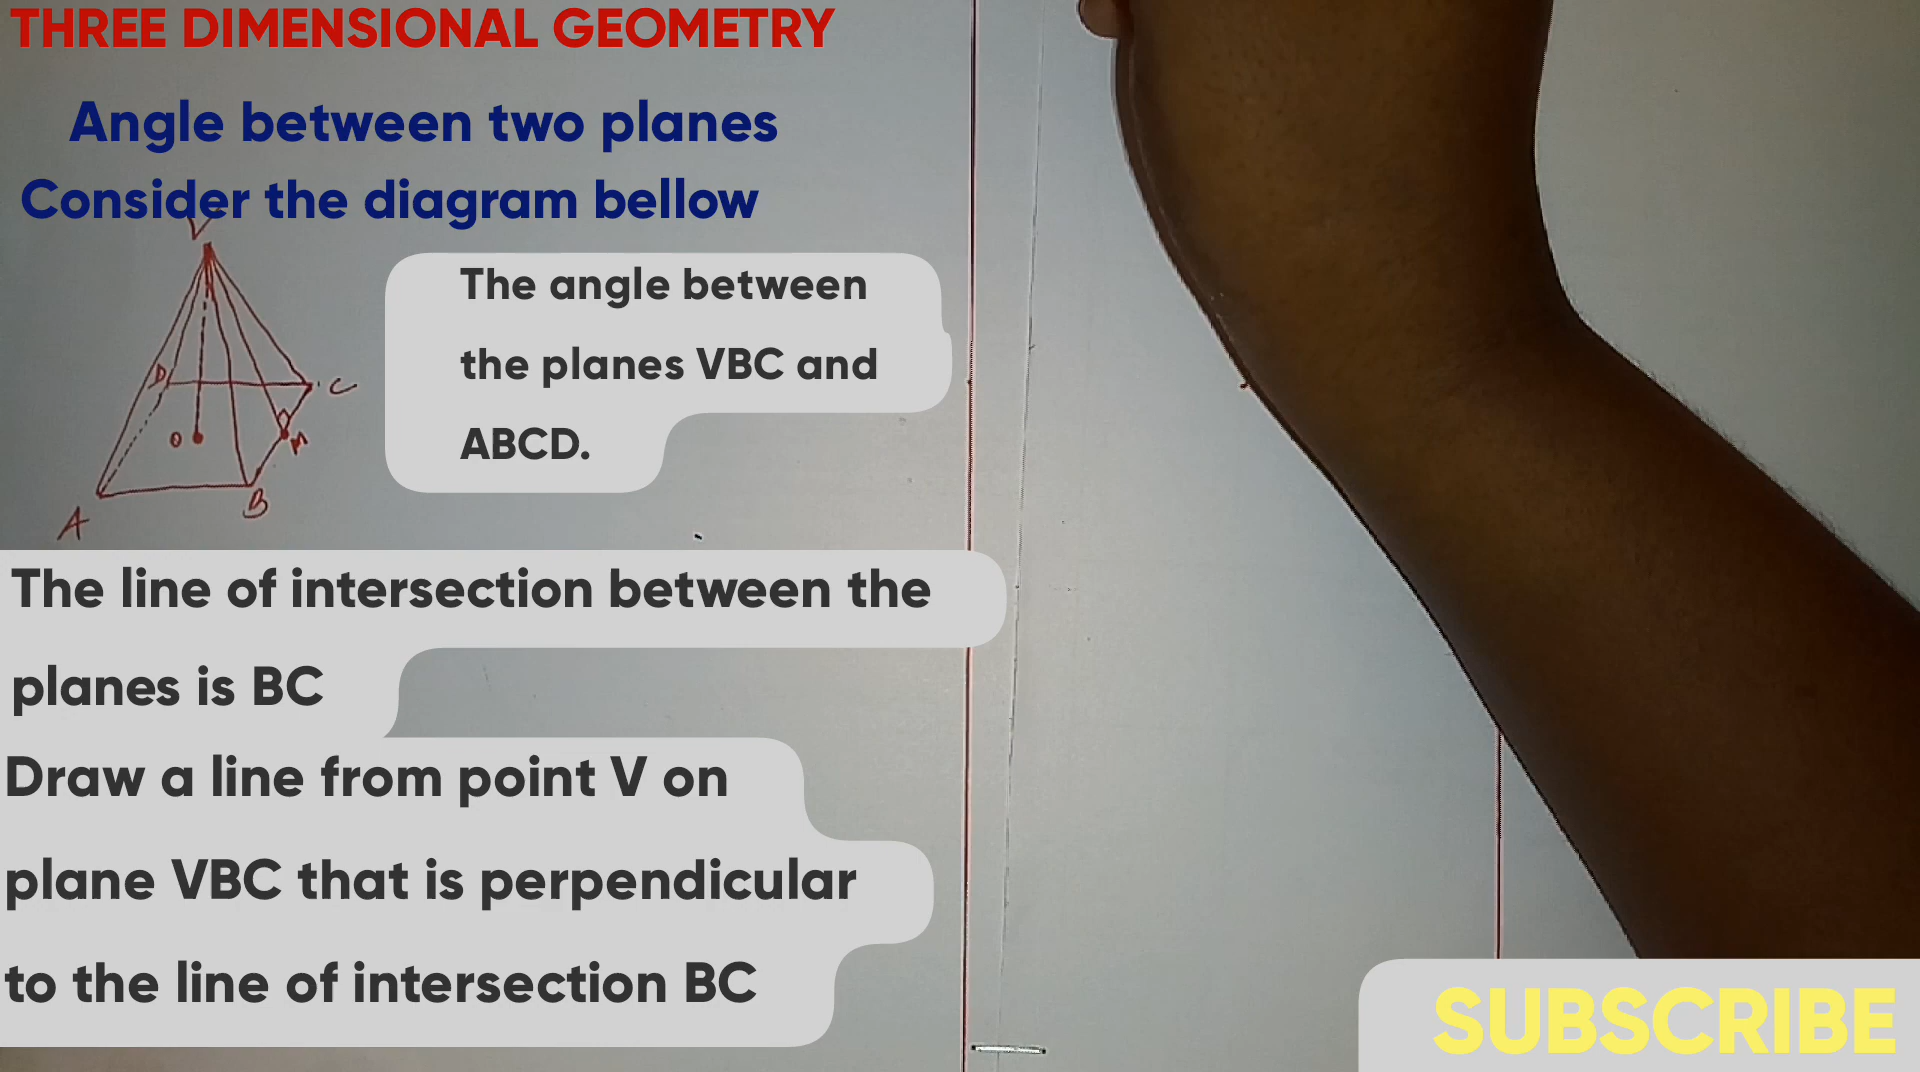 THREE DIMENSIONAL GEOMETRY
Angle between two planes
Consider the diagram bellow
V
The angle between
the planes VBC and
ABCD.
D
C
O
M
B
A
The line of intersection between the
planes is BC
Draw a line from point V on
plane VBC that is perpendicular
to the line of intersection BC
SUBSCRIBE